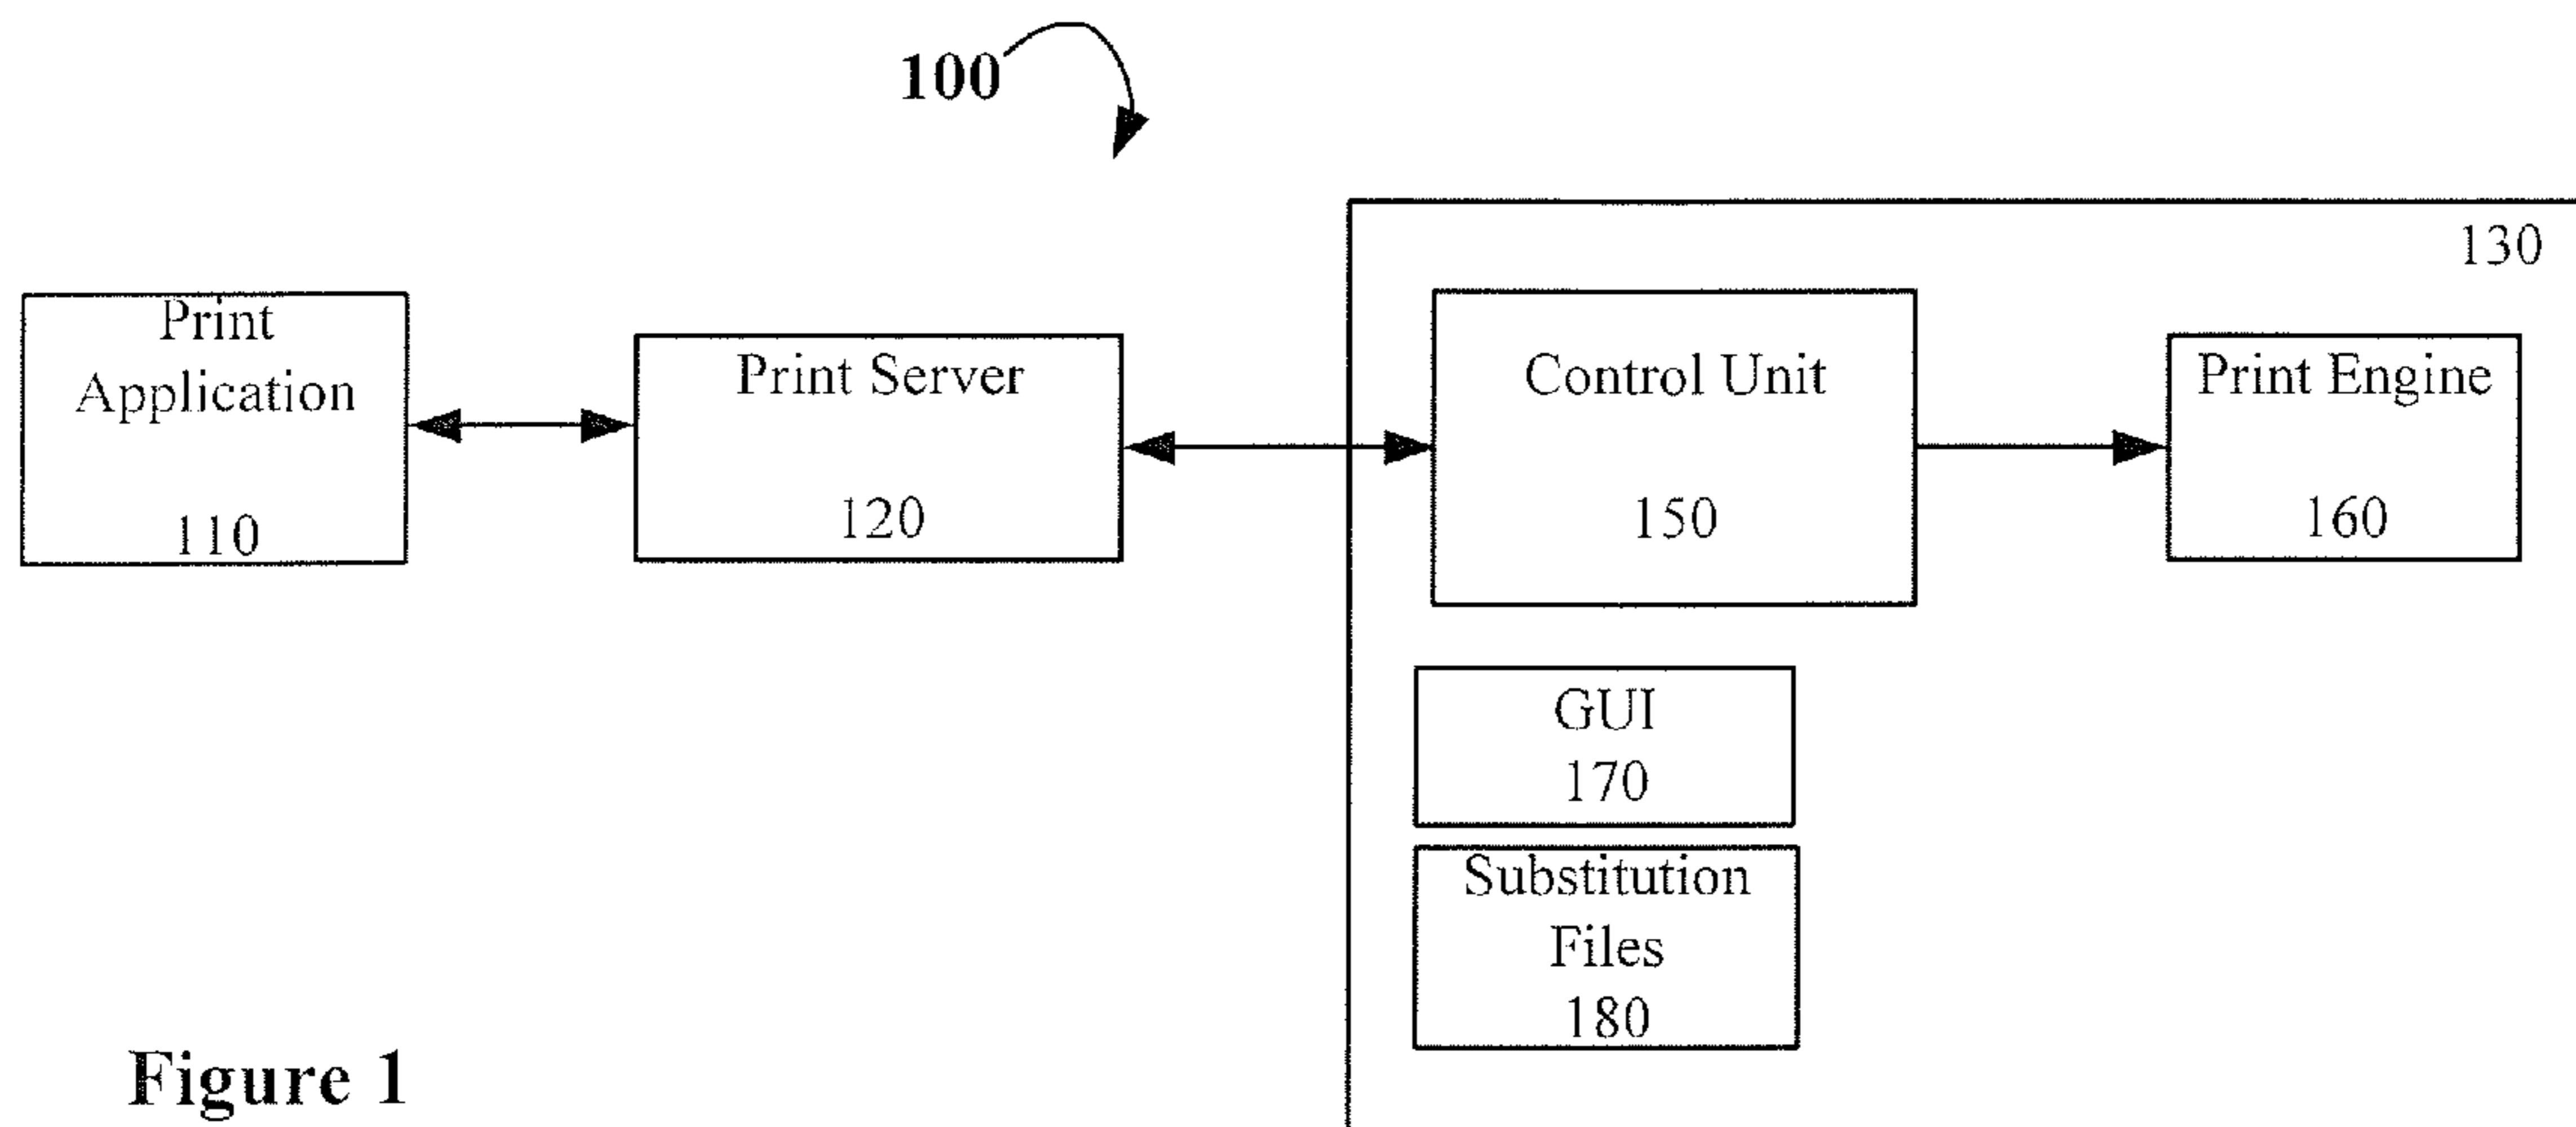 100
130
Print
Application
110
Print Server
120
Control Unit
150
Print Engine
160
GUI
170
Substitution
Files
180
Figure 1